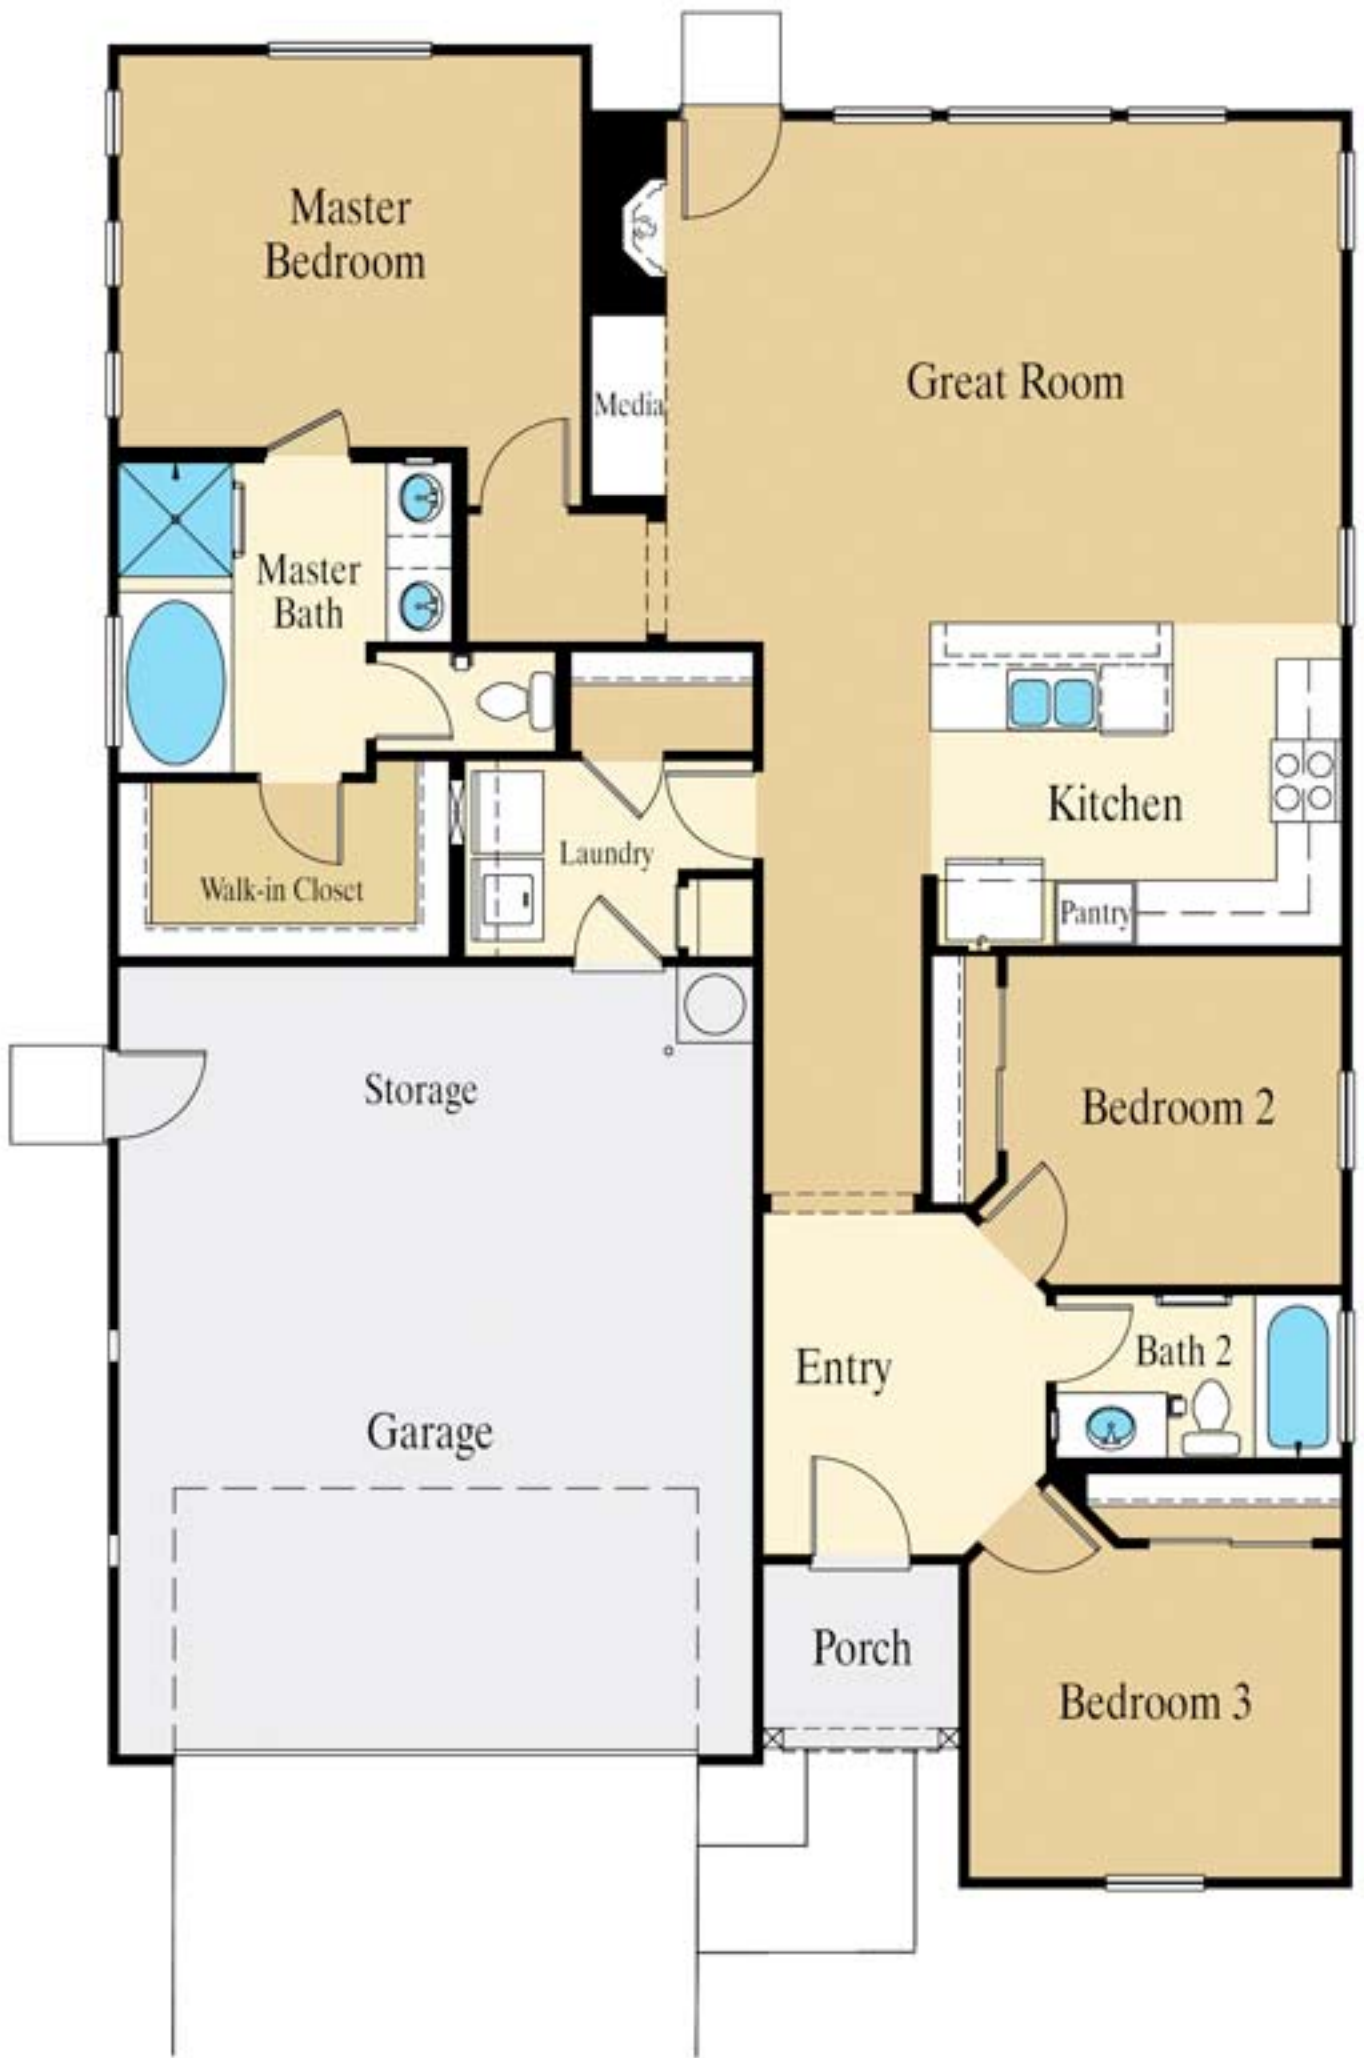 Master
Bedroom
Great Room
Media
Master
Bath
Kitchen
Laundry
Walk-in Closet
Pantry
Storage
Bedroom 2
Bath 2
Entry
Garage
Porch
Bedroom 3